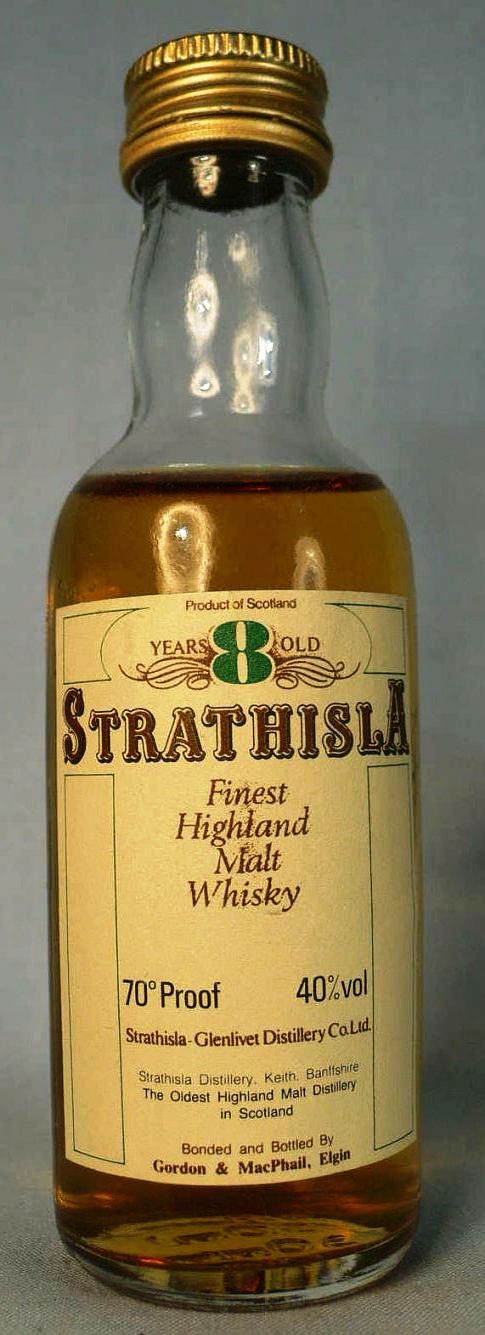 Product of Scotland
YEARS 8 OLD
STRATHISLA
Finest
Highland
Malt
Whisky
70° Proof 40% vol
Strathisla-Glenlivet Distillery Co. Ltd.
Strathisla Distillery, Keith, Banffshire
The Oldest Highland Malt Distillery
in Scotland
Bonded and Bottled By
Gordon & MacPhail, Elgin